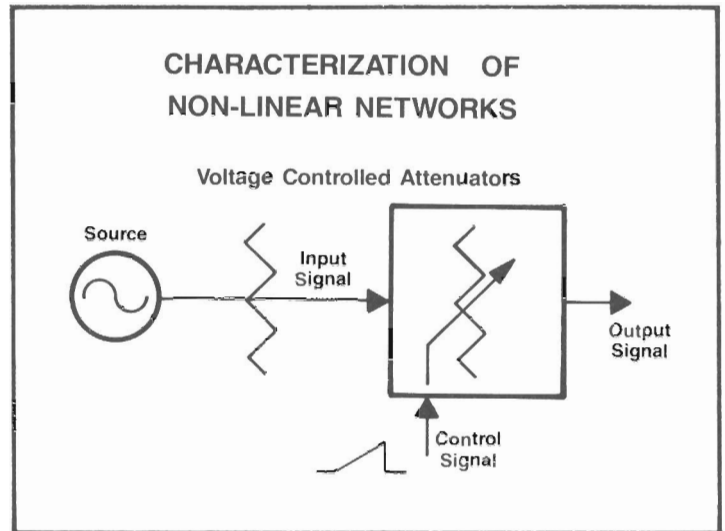 CHARACTERIZATION OF
NON-LINEAR NETWORKS
Voltage Controlled Attenuators
Source
Input
Signal
Output
Signal
Control
Signal